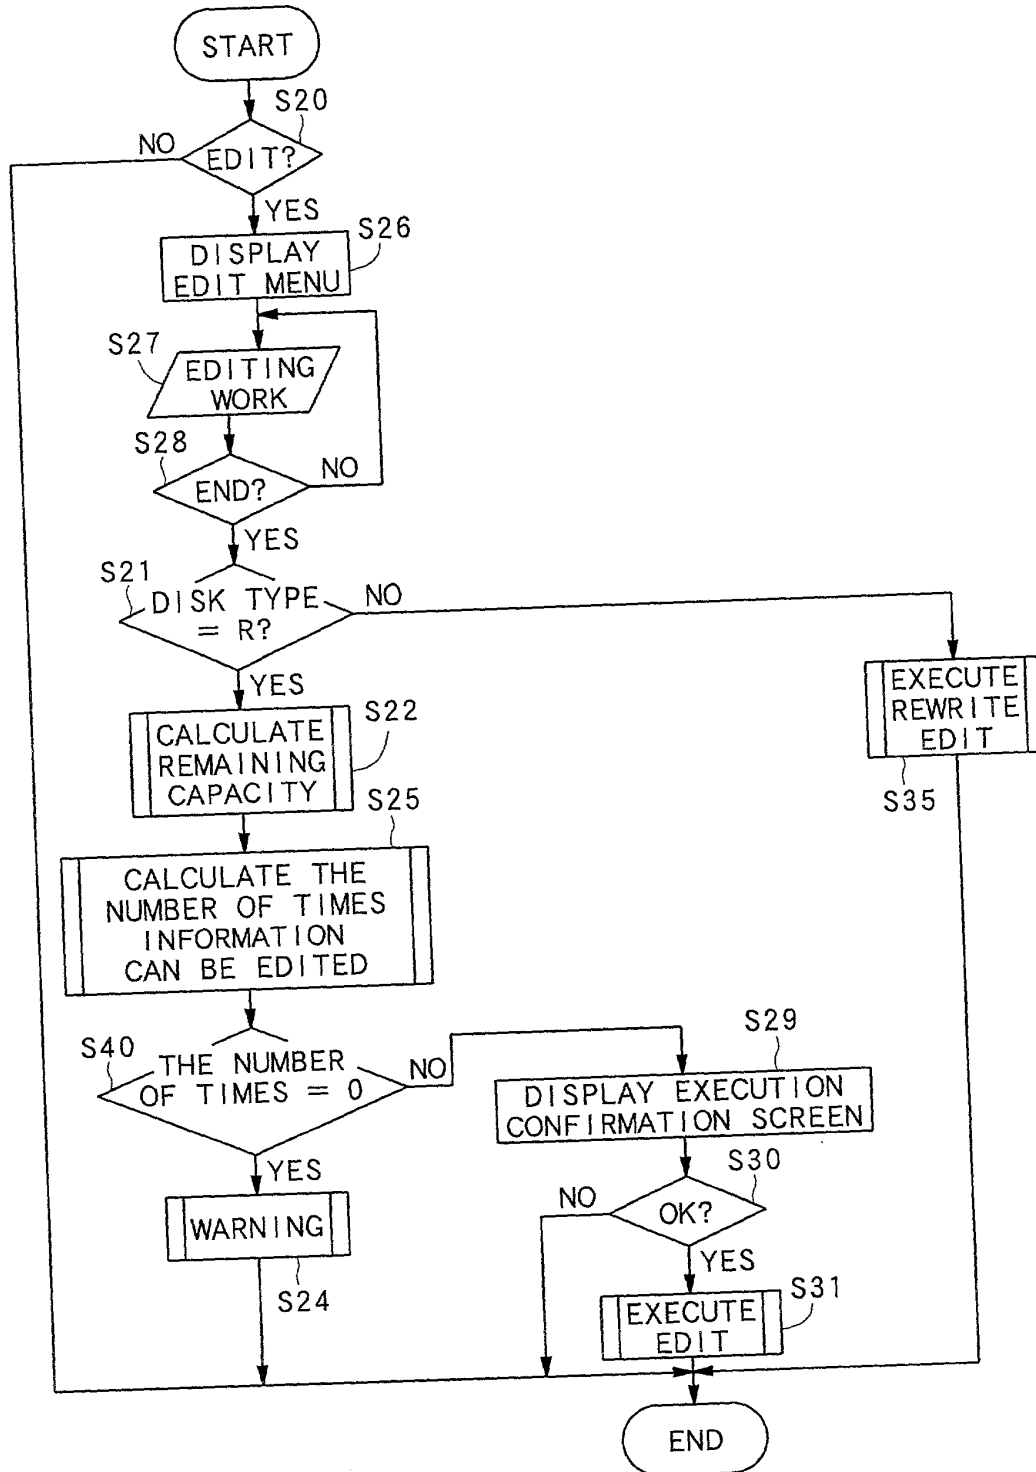 START
S20
NO
EDIT?
YES
S26
DISPLAY
EDIT MENU
S27
EDITING
WORK
S28
NO
END?
YES
S21
DISK TYPE
= R?
NO
YES
EXECUTE
REWRITE
EDIT
S35
S22
CALCULATE
REMAINING
CAPACITY
S25
CALCULATE THE
NUMBER OF TIMES
INFORMATION
CAN BE EDITED
S40
THE NUMBER
OF TIMES = 0
NO
S29
DISPLAY EXECUTION
CONFIRMATION SCREEN
YES
S30
NO
OK?
WARNING
S24
YES
S31
EXECUTE
EDIT
END